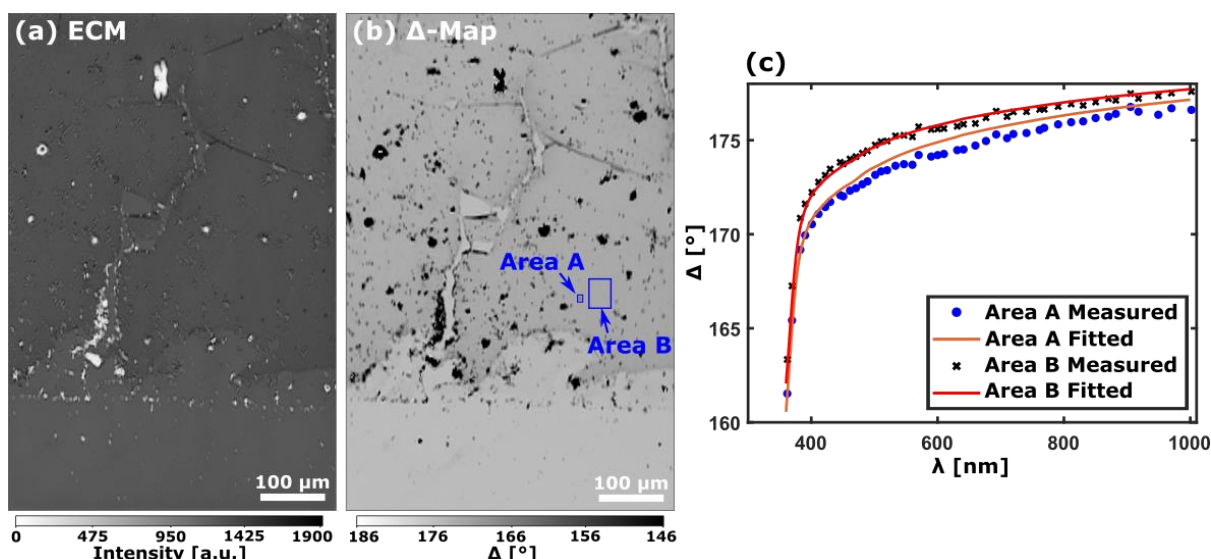 (a) ECM
100 µm
0 475 950 1425 1900
Intensity [a.u.]
(b) Δ-Map
Area A
Area B
100 µm
186 176 166 156 146
Δ [°]
(c)
175
170
165
160
Δ [°]
400 600 800 1000
λ [nm]
Area A Measured
Area A Fitted
Area B Measured
Area B Fitted